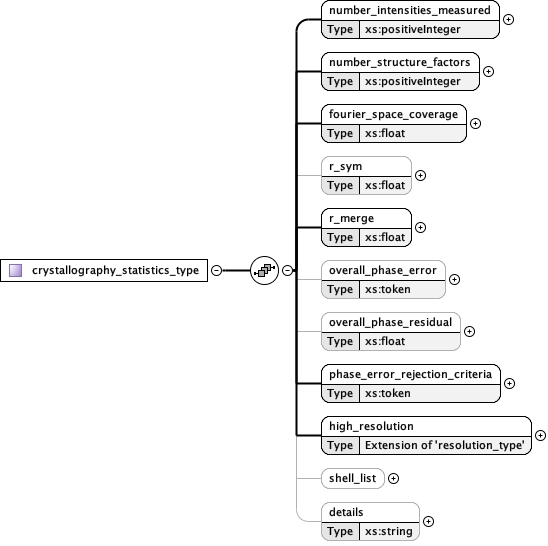 number_intensities_measured
Type xs:positiveInteger
number_structure_factors
Type xs:positiveInteger
fourier_space_coverage
Type xs:float
r_sym
Type xs:float
r_merge
Type xs:float
crystallography_statistics_type
overall_phase_error
Type xs:token
overall_phase_residual
Type xs:float
phase_error_rejection_criteria
Type xs:token
high_resolution
Type Extension of 'resolution_type'
shell_list
details
Type xs:string